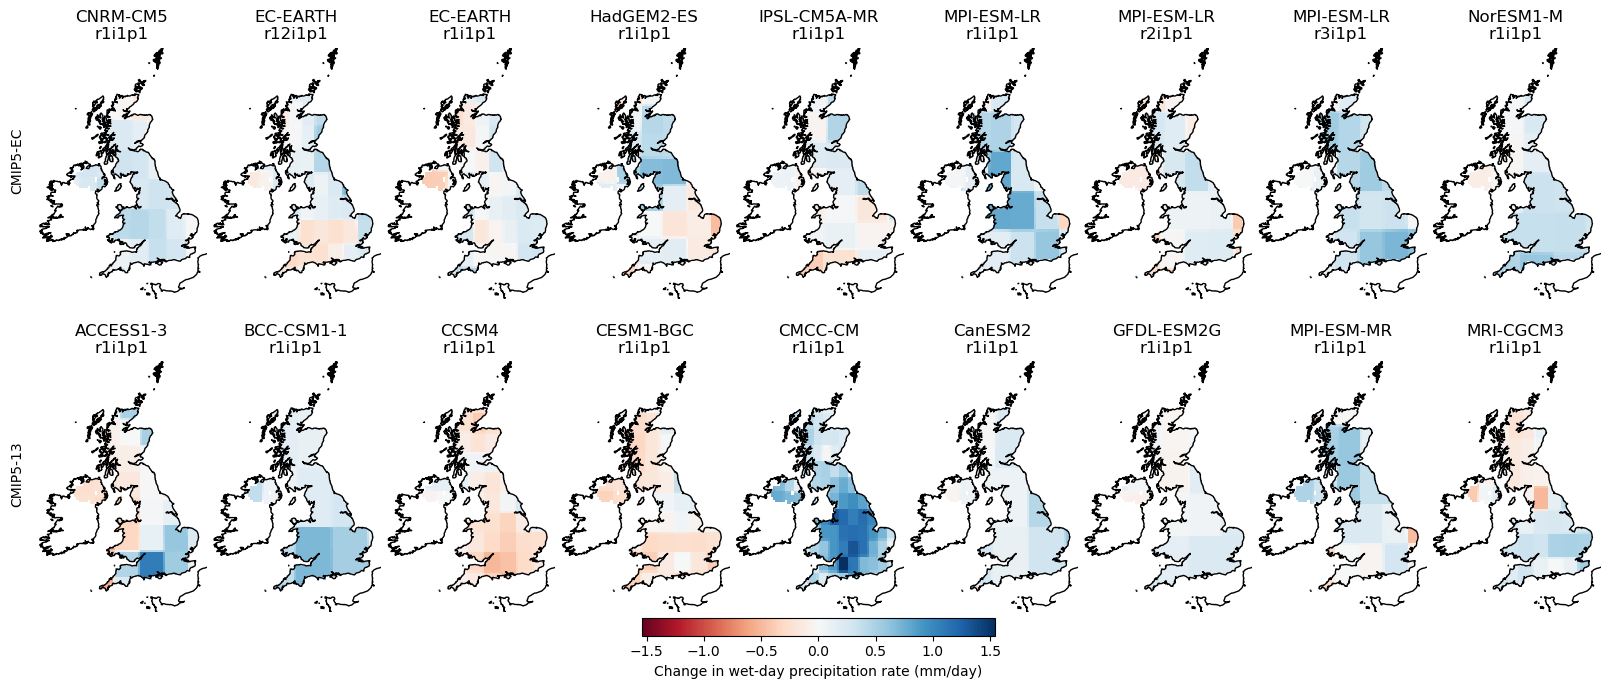 CNRM-CM5
r1i1p1
EC-EARTH
r12i1p1
EC-EARTH
r1i1p1
HadGEM2-ES
r1i1p1
IPSL-CM5A-MR
r1i1p1
MPI-ESM-LR
r1i1p1
MPI-ESM-LR
r2i1p1
MPI-ESM-LR
r3i1p1
NorESM1-M
r1i1p1
CMIP5-EC
ACCESS1-3
r1i1p1
BCC-CSM1-1
r1i1p1
CCSM4
r1i1p1
CESM1-BGC
r1i1p1
CMCC-CM
r1i1p1
CanESM2
r1i1p1
GFDL-ESM2G
r1i1p1
MPI-ESM-MR
r1i1p1
MRI-CGCM3
r1i1p1
CMIP5-13
−1.5 −1.0 −0.5 0.0 0.5 1.0 1.5
Change in wet-day precipitation rate (mm/day)